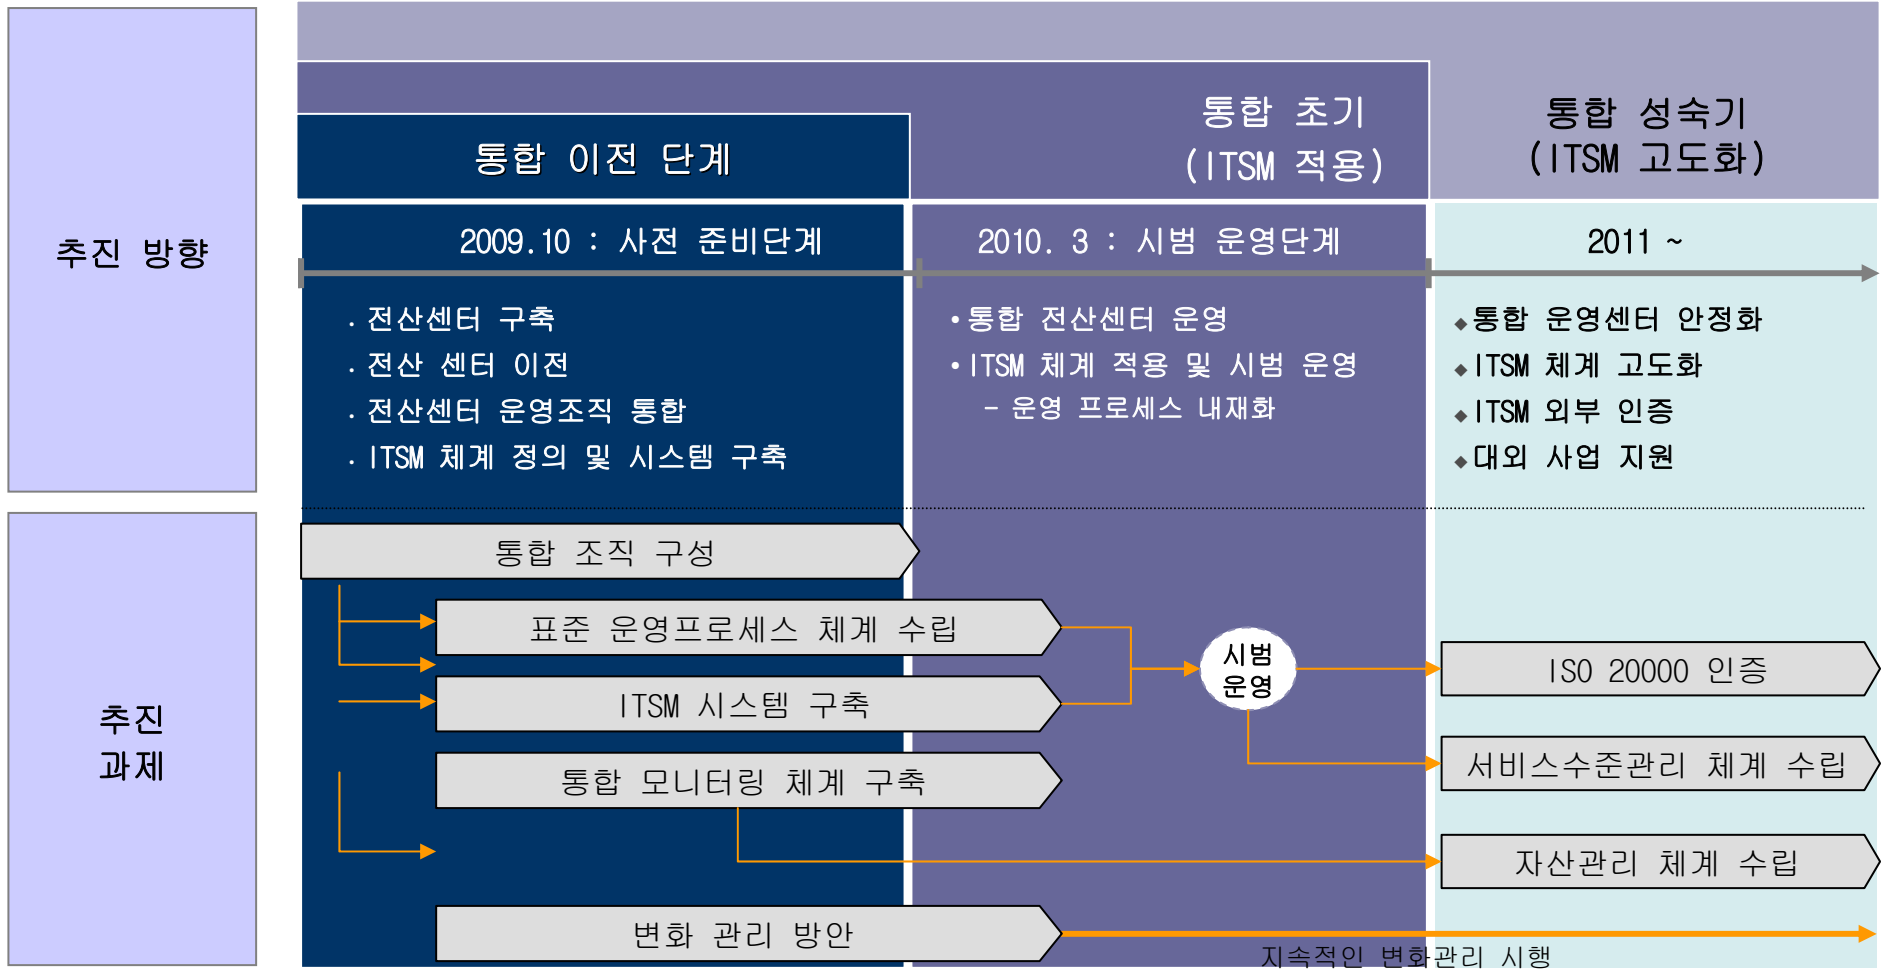 통합 초기
(ITSM 적용)
통합 성숙기
(ITSM 고도화)
통합 이전 단계
추진 방향
2009.10 : 사전 준비단계
2010. 3 : 시범 운영단계
2011 ~
. 전산센터 구축
. 전산 센터 이전
. 전산센터 운영조직 통합
. ITSM 체계 정의 및 시스템 구축
• 통합 전산센터 운영
• ITSM 체계 적용 및 시범 운영
– 운영 프로세스 내재화
◆ 통합 운영센터 안정화
◆ ITSM 체계 고도화
◆ ITSM 외부 인증
◆ 대외 사업 지원
추진
과제
통합 조직 구성
표준 운영프로세스 체계 수립
ITSM 시스템 구축
통합 모니터링 체계 구축
변화 관리 방안
시범
운영
ISO 20000 인증
서비스수준관리 체계 수립
자산관리 체계 수립
지속적인 변화관리 시행